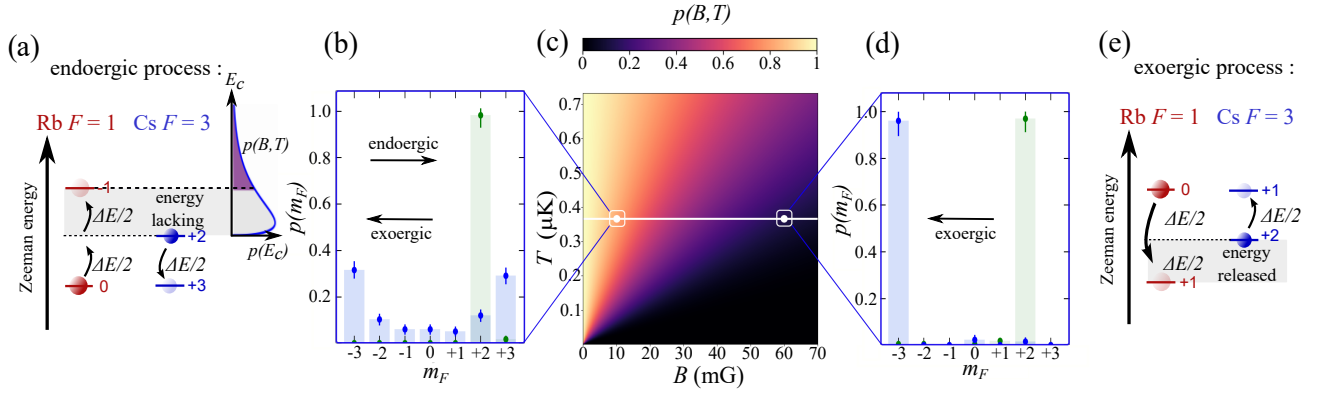 p(B,T)
0 0.2 0.4 0.6 0.8 1
(a)
endoergic process :
Rb F = 1 Cs F = 3
Zeeman energy
E_c
p(B,T)
-1
energy
lacking
ΔE/2
+2
p(E_c)
ΔE/2
ΔE/2
0
+3
(b)
p(m_F)
1.0
0.8
0.6
0.4
0.2
endoergic
exoergic
-3 -2 -1 0 +1 +2 +3
m_F
(c)
T (μK)
0.7
0.6
0.5
0.4
0.3
0.2
0.1
0 10 20 30 40 50 60 70
B (mG)
(d)
p(m_F)
1.0
0.8
0.6
0.4
0.2
exoergic
-3 -2 -1 0 +1 +2 +3
m_F
(e)
exoergic process :
Rb F = 1 Cs F = 3
Zeeman energy
0
+1
ΔE/2
ΔE/2
+2
ΔE/2
energy
released
+1